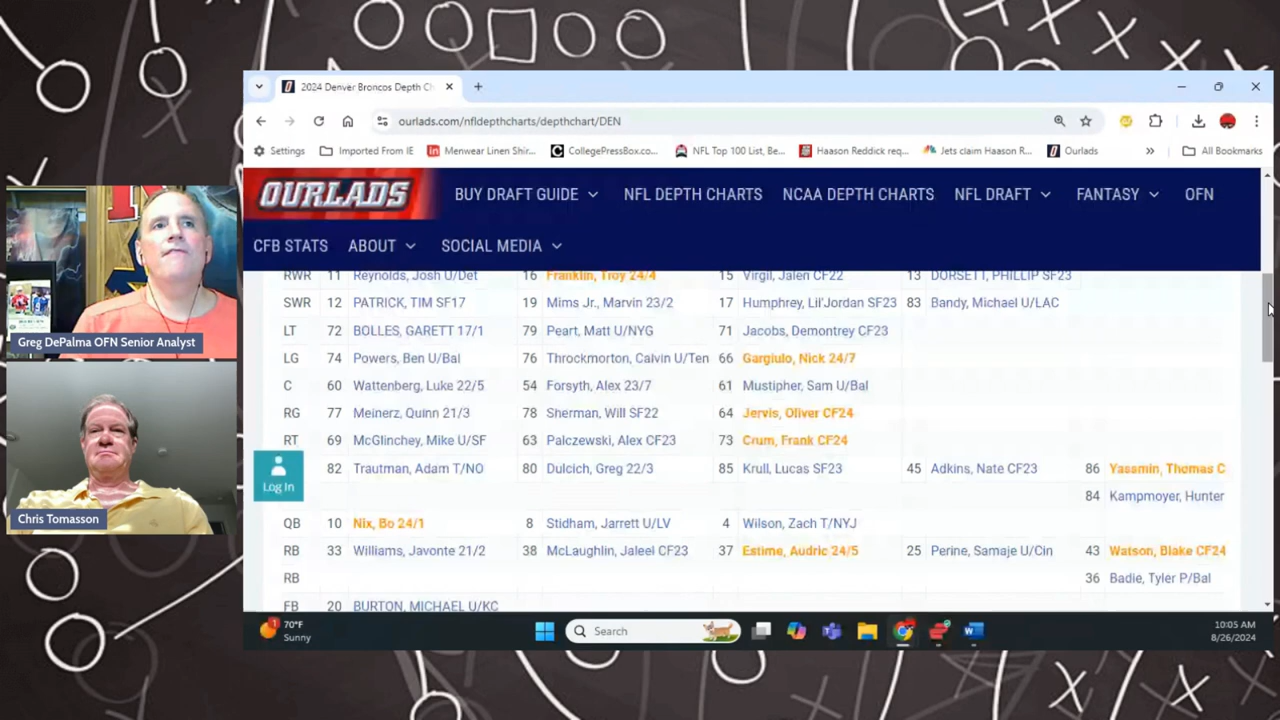 2024 Denver Broncos Depth Ch
ourlads.com/nfldepthcharts/depthchart/DEN
Settings Imported From IE Menwear Linen Shir... CollegePressBox.co... NFL Top 100 List, Be... Haason Reddick req... Jets claim Haason R... Ourlads » All Bookmarks
OURLADS BUY DRAFT GUIDE NFL DEPTH CHARTS NCAA DEPTH CHARTS NFL DRAFT FANTASY OFN
CFB STATS ABOUT SOCIAL MEDIA
RWR 11 Reynolds, Josh U/Det 16 Franklin, Troy 24/4 15 Virgil, Jalen CF22 13 DORSETT, PHILLIP SF23
SWR 12 PATRICK, TIM SF17 19 Mims Jr., Marvin 23/2 17 Humphrey, Lil'Jordan SF23 83 Bandy, Michael U/LAC
LT 72 BOLLES, GARETT 17/1 79 Peart, Matt U/NYG 71 Jacobs, Demontrey CF23
LG 74 Powers, Ben U/Bal 76 Throckmorton, Calvin U/Ten 66 Gargiulo, Nick 24/7
C 60 Wattenberg, Luke 22/5 54 Forsyth, Alex 23/7 61 Mustipher, Sam U/Bal
RG 77 Meinerz, Quinn 21/3 78 Sherman, Will SF22 64 Jervis, Oliver CF24
RT 69 McGlinchey, Mike U/SF 63 Palczewski, Alex CF23 73 Crum, Frank CF24
82 Trautman, Adam T/NO 80 Dulcich, Greg 22/3 85 Krull, Lucas SF23 45 Adkins, Nate CF23 86 Yassmin, Thomas C
84 Kampmoyer, Hunter
Log In
QB 10 Nix, Bo 24/1 8 Stidham, Jarrett U/LV 4 Wilson, Zach T/NYJ
RB 33 Williams, Javonte 21/2 38 McLaughlin, Jaleel CF23 37 Estime, Audric 24/5 25 Perine, Samaje U/Cin 43 Watson, Blake CF24
RB 36 Badie, Tyler P/Bal
FB 20 BURTON, MICHAEL U/KC
Greg DePalma OFN Senior Analyst
Chris Tomasson
70°F
Sunny
Search
10:05 AM
8/26/2024